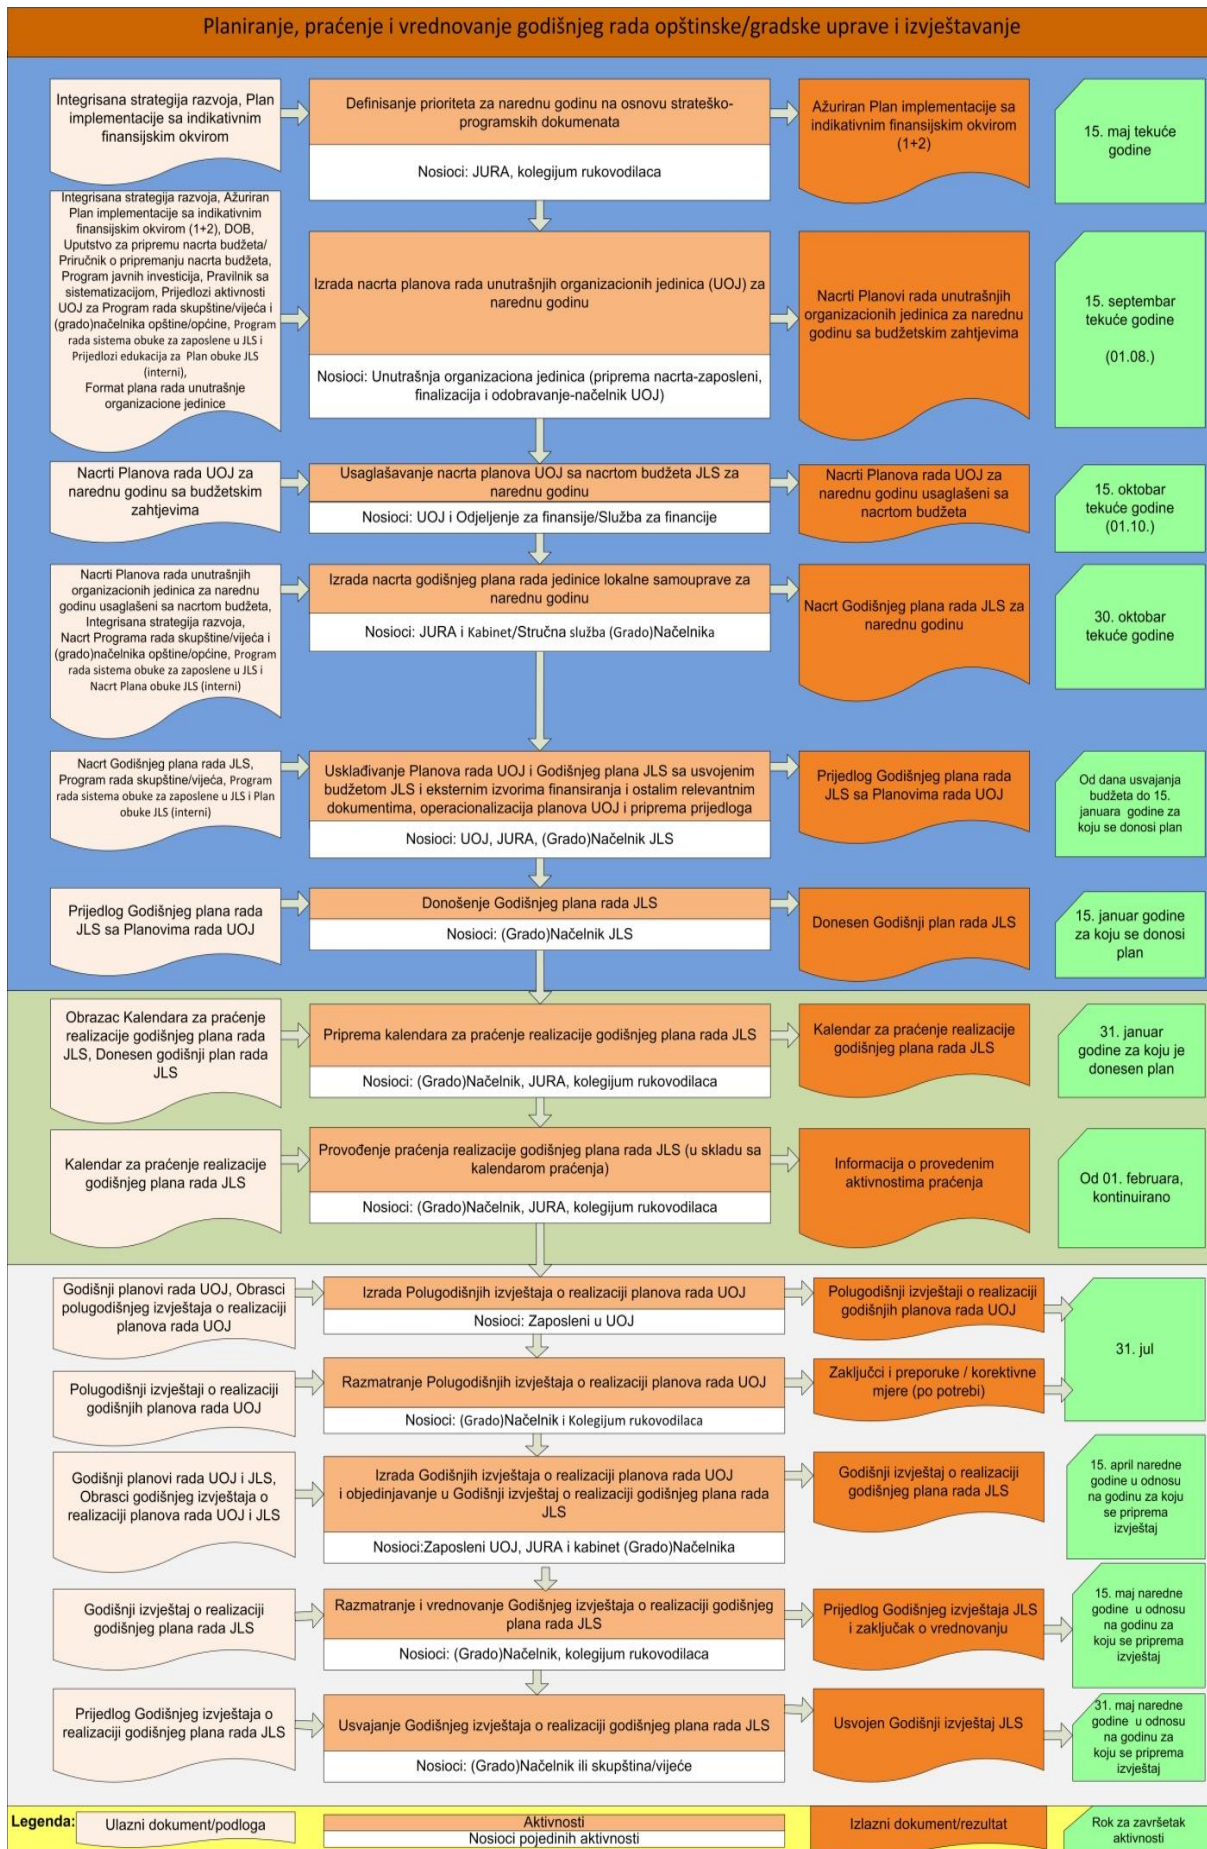 Planiranje, praćenje i vrednovanje godišnjeg rada opštinske/gradske uprave i izvještavanje
Integrisana strategija razvoja, Plan
implementacije sa indikativnim
finansijskim okvirom
Definisanje prioriteta za narednu godinu na osnovu strateško-
programskih dokumenata
Nosioci: JURA, kolegijum rukovodilaca
Ažuriran Plan implementacije sa
indikativnim finansijskim okvirom
(1+2)
15. maj tekuće
godine
Integrisana strategija razvoja, Ažuriran
Plan implementacije sa indikativnim
finansijskim okvirom (1+2), DOB,
Uputstvo za pripremu nacrta budžeta/
Priručnik o pripremanju nacrta budžeta,
Program javnih investicija, Pravilnik sa
sistematizacijom, Prijedlozi aktivnosti
UOJ za Program rada skupštine/vijeća i
(grado)načelnika opštine/općine, Program
rada sistema obuke za zaposlene u JLS i
Prijedlozi edukacija za Plan obuke JLS
(interni),
Format plana rada unutrašnje
organizacione jedinice
Izrada nacrta planova rada unutrašnjih organizacionih jedinica (UOJ) za
narednu godinu
Nosioci: Unutrašnja organizaciona jedinica (priprema nacrta-zaposleni,
finalizacija i odobravanje-načelnik UOJ)
Nacrti Planovi rada unutrašnjih
organizacionih jedinica za narednu
godinu sa budžetskim zahtjevima
15. septembar
tekuće godine
(01.08.)
Nacrti Planova rada UOJ za
narednu godinu sa budžetskim
zahtjevima
Usaglašavanje nacrta planova UOJ sa nacrtom budžeta JLS za
narednu godinu
Nosioci: UOJ i Odjeljenje za finansije/Služba za financije
Nacrti Planova rada UOJ za
narednu godinu usaglašeni sa
nacrtom budžeta
15. oktobar
tekuće godine
(01.10.)
Nacrti Planova rada unutrašnjih
organizacionih jedinica za narednu
godinu usaglašeni sa nacrtom budžeta,
Integrisana strategija razvoja,
Nacrt Programa rada skupštine/vijeća i
(grado)načelnika opštine/općine, Program
rada sistema obuke za zaposlene u JLS i
Nacrt Plana obuke JLS (interni)
Izrada nacrta godišnjeg plana rada jedinice lokalne samouprave za
narednu godinu
Nosioci: JURA i Kabinet/Stručna služba (Grado)Načelnika
Nacrt Godišnjeg plana rada JLS za
narednu godinu
30. oktobar
tekuće godine
Nacrt Godišnjeg plana rada JLS,
Program rada skupštine/vijeća, Program
rada sistema obuke za zaposlene u JLS i Plan
obuke JLS (interni)
Usklađivanje Planova rada UOJ i Godišnjeg plana JLS sa usvojenim
budžetom JLS i eksternim izvorima finansiranja i ostalim relevantnim
dokumentima, operacionalizacija planova UOJ i priprema prijedloga
Nosioci: UOJ, JURA, (Grado)Načelnik JLS
Prijedlog Godišnjeg plana rada
JLS sa Planovima rada UOJ
Od dana usvajanja
budžeta do 15.
januara godine za
koju se donosi plan
Prijedlog Godišnjeg plana rada
JLS sa Planovima rada UOJ
Donošenje Godišnjeg plana rada JLS
Nosioci: (Grado)Načelnik JLS
Donesen Godišnji plan rada JLS
15. januar godine
za koju se donosi
plan
Obrazac Kalendara za praćenje
realizacije godišnjeg plana rada
JLS, Donesen godišnji plan rada
JLS
Priprema kalendara za praćenje realizacije godišnjeg plana rada JLS
Nosioci: (Grado)Načelnik, JURA, kolegijum rukovodilaca
Kalendar za praćenje realizacije
godišnjeg plana rada JLS
31. januar
godine za koju je
donesen plan
Kalendar za praćenje realizacije
godišnjeg plana rada JLS
Provođenje praćenja realizacije godišnjeg plana rada JLS (u skladu sa
kalendarom praćenja)
Nosioci: (Grado)Načelnik, JURA, kolegijum rukovodilaca
Informacija o provedenim
aktivnostima praćenja
Od 01. februara,
kontinuirano
Godišnji planovi rada UOJ, Obrasci
polugodišnjeg izvještaja o realizaciji
planova rada UOJ
Izrada Polugodišnjih izvještaja o realizaciji planova rada UOJ
Nosioci: Zaposleni u UOJ
Polugodišnji izvještaji o realizaciji
godišnjih planova rada UOJ
31. jul
Polugodišnji izvještaji o realizaciji
godišnjih planova rada UOJ
Razmatranje Polugodišnjih izvještaja o realizaciji planova rada UOJ
Nosioci: (Grado)Načelnik i Kolegijum rukovodilaca
Zaključci i preporuke / korektivne
mjere (po potrebi)
Godišnji planovi rada UOJ i JLS,
Obrasci godišnjeg izvještaja o
realizaciji planova rada UOJ i JLS
Izrada Godišnjih izvještaja o realizaciji planova rada UOJ
i objedinjavanje u Godišnji izvještaj o realizaciji godišnjeg plana rada
JLS
Nosioci:Zaposleni UOJ, JURA i kabinet (Grado)Načelnika
Godišnji izvještaj o realizaciji
godišnjeg plana rada JLS
15. april naredne
godine u odnosu
na godinu za koju
se priprema
izvještaj
Godišnji izvještaj o realizaciji
godišnjeg plana rada JLS
Razmatranje i vrednovanje Godišnjeg izvještaja o realizaciji godišnjeg
plana rada JLS
Nosioci: (Grado)Načelnik, kolegijum rukovodilaca
Prijedlog Godišnjeg izvještaja JLS
i zaključak o vrednovanju
15. maj naredne
godine u odnosu
na godinu za
koju se priprema
izvještaj
Prijedlog Godišnjeg izvještaja o
realizaciji godišnjeg plana rada JLS
Usvajanje Godišnjeg izvještaja o realizaciji godišnjeg plana rada JLS
Nosioci: (Grado)Načelnik ili skupština/vijeće
Usvojen Godišnji izvještaj JLS
31. maj naredne
godine u odnosu
na godinu za
koju se priprema
izvještaj
Legenda:
Ulazni dokument/podloga
Aktivnosti
Nosioci pojedinih aktivnosti
Izlazni dokument/rezultat
Rok za završetak
aktivnosti